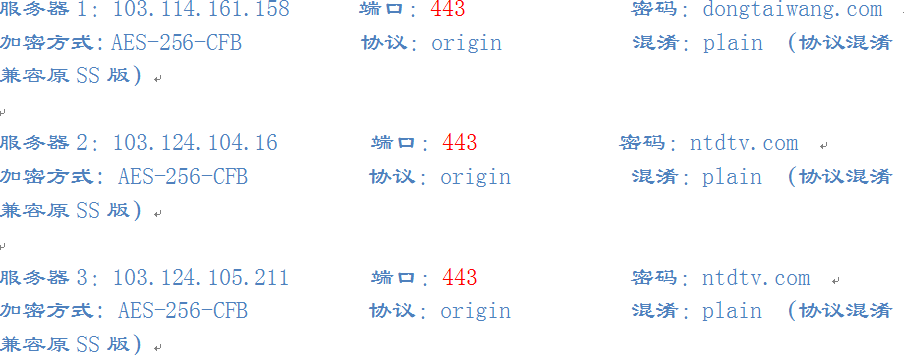 服务器 1: 103.114.161.158 端口: 443 密码: dongtaiwang.com
加密方式: AES-256-CFB 协议: origin 混淆: plain （协议混淆
兼容原 SS 版）
服务器 2: 103.124.104.16 端口: 443 密码: ntdtv.com
加密方式: AES-256-CFB 协议: origin 混淆: plain （协议混淆
兼容原 SS 版）
服务器 3: 103.124.105.211 端口: 443 密码: ntdtv.com
加密方式: AES-256-CFB 协议: origin 混淆: plain （协议混淆
兼容原 SS 版）